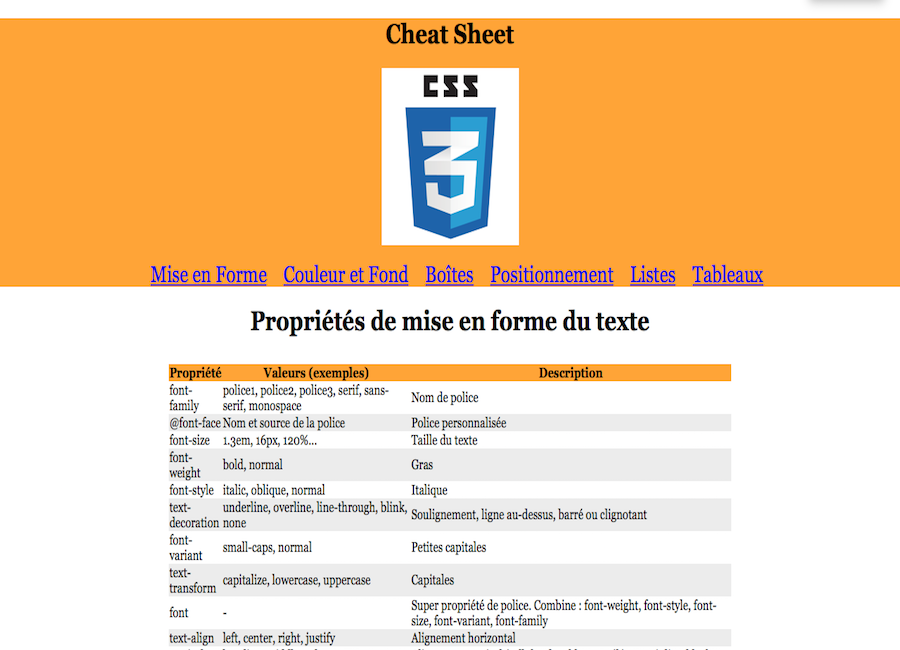 Cheat Sheet
CSS
3
Mise en Forme Couleur et Fond Boîtes Positionnement Listes Tableaux
Propriétés de mise en forme du texte
Propriété Valeurs (exemples) Description
font-family police1, police2, police3, serif, sans-serif, monospace Nom de police
@font-face Nom et source de la police Police personnalisée
font-size 1.3em, 16px, 120%... Taille du texte
font-weight bold, normal Gras
font-style italic, oblique, normal Italique
text-decoration underline, overline, line-through, blink, none Soulignement, ligne au-dessus, barré ou clignotant
font-variant small-caps, normal Petites capitales
text-transform capitalize, lowercase, uppercase Capitales
font - Super propriété de police. Combine : font-weight, font-style, font-size, font-variant, font-family
text-align left, center, right, justify Alignement horizontal